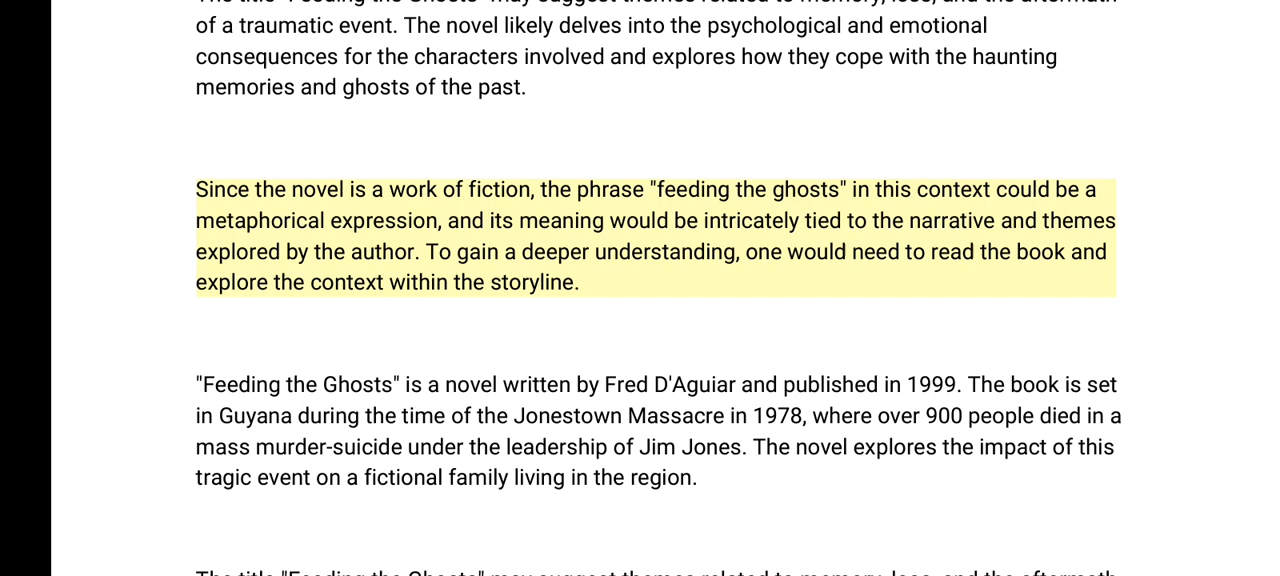 of a traumatic event. The novel likely delves into the psychological and emotional
consequences for the characters involved and explores how they cope with the haunting
memories and ghosts of the past.
Since the novel is a work of fiction, the phrase "feeding the ghosts" in this context could be a
metaphorical expression, and its meaning would be intricately tied to the narrative and themes
explored by the author. To gain a deeper understanding, one would need to read the book and
explore the context within the storyline.
"Feeding the Ghosts" is a novel written by Fred D'Aguiar and published in 1999. The book is set
in Guyana during the time of the Jonestown Massacre in 1978, where over 900 people died in a
mass murder-suicide under the leadership of Jim Jones. The novel explores the impact of this
tragic event on a fictional family living in the region.